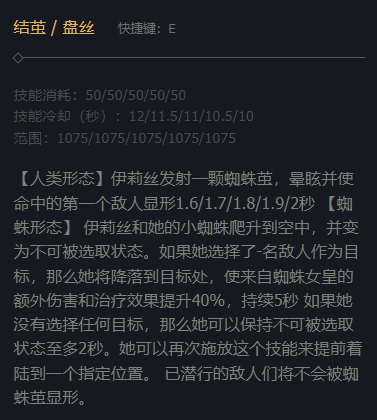 结茧 / 盘丝 快捷键：E
技能消耗：50/50/50/50/50
技能冷却（秒）：12/11.5/11/10.5/10
范围：1075/1075/1075/1075/1075
【人类形态】伊莉丝发射一颗蜘蛛茧，晕眩并使
命中的第一个敌人显形1.6/1.7/1.8/1.9/2秒 【蜘
蛛形态】 伊莉丝和她的小蜘蛛爬升到空中，并变
为不可被选取状态。如果她选择了-名敌人作为目
标，那么她将降落到目标处，使来自蜘蛛女皇的
额外伤害和治疗效果提升40%，持续5秒 如果她
没有选择任何目标，那么她可以保持不可被选取
状态至多2秒。她可以再次施放这个技能来提前着
陆到一个指定位置。 已潜行的敌人们将不会被蜘
蛛茧显形。